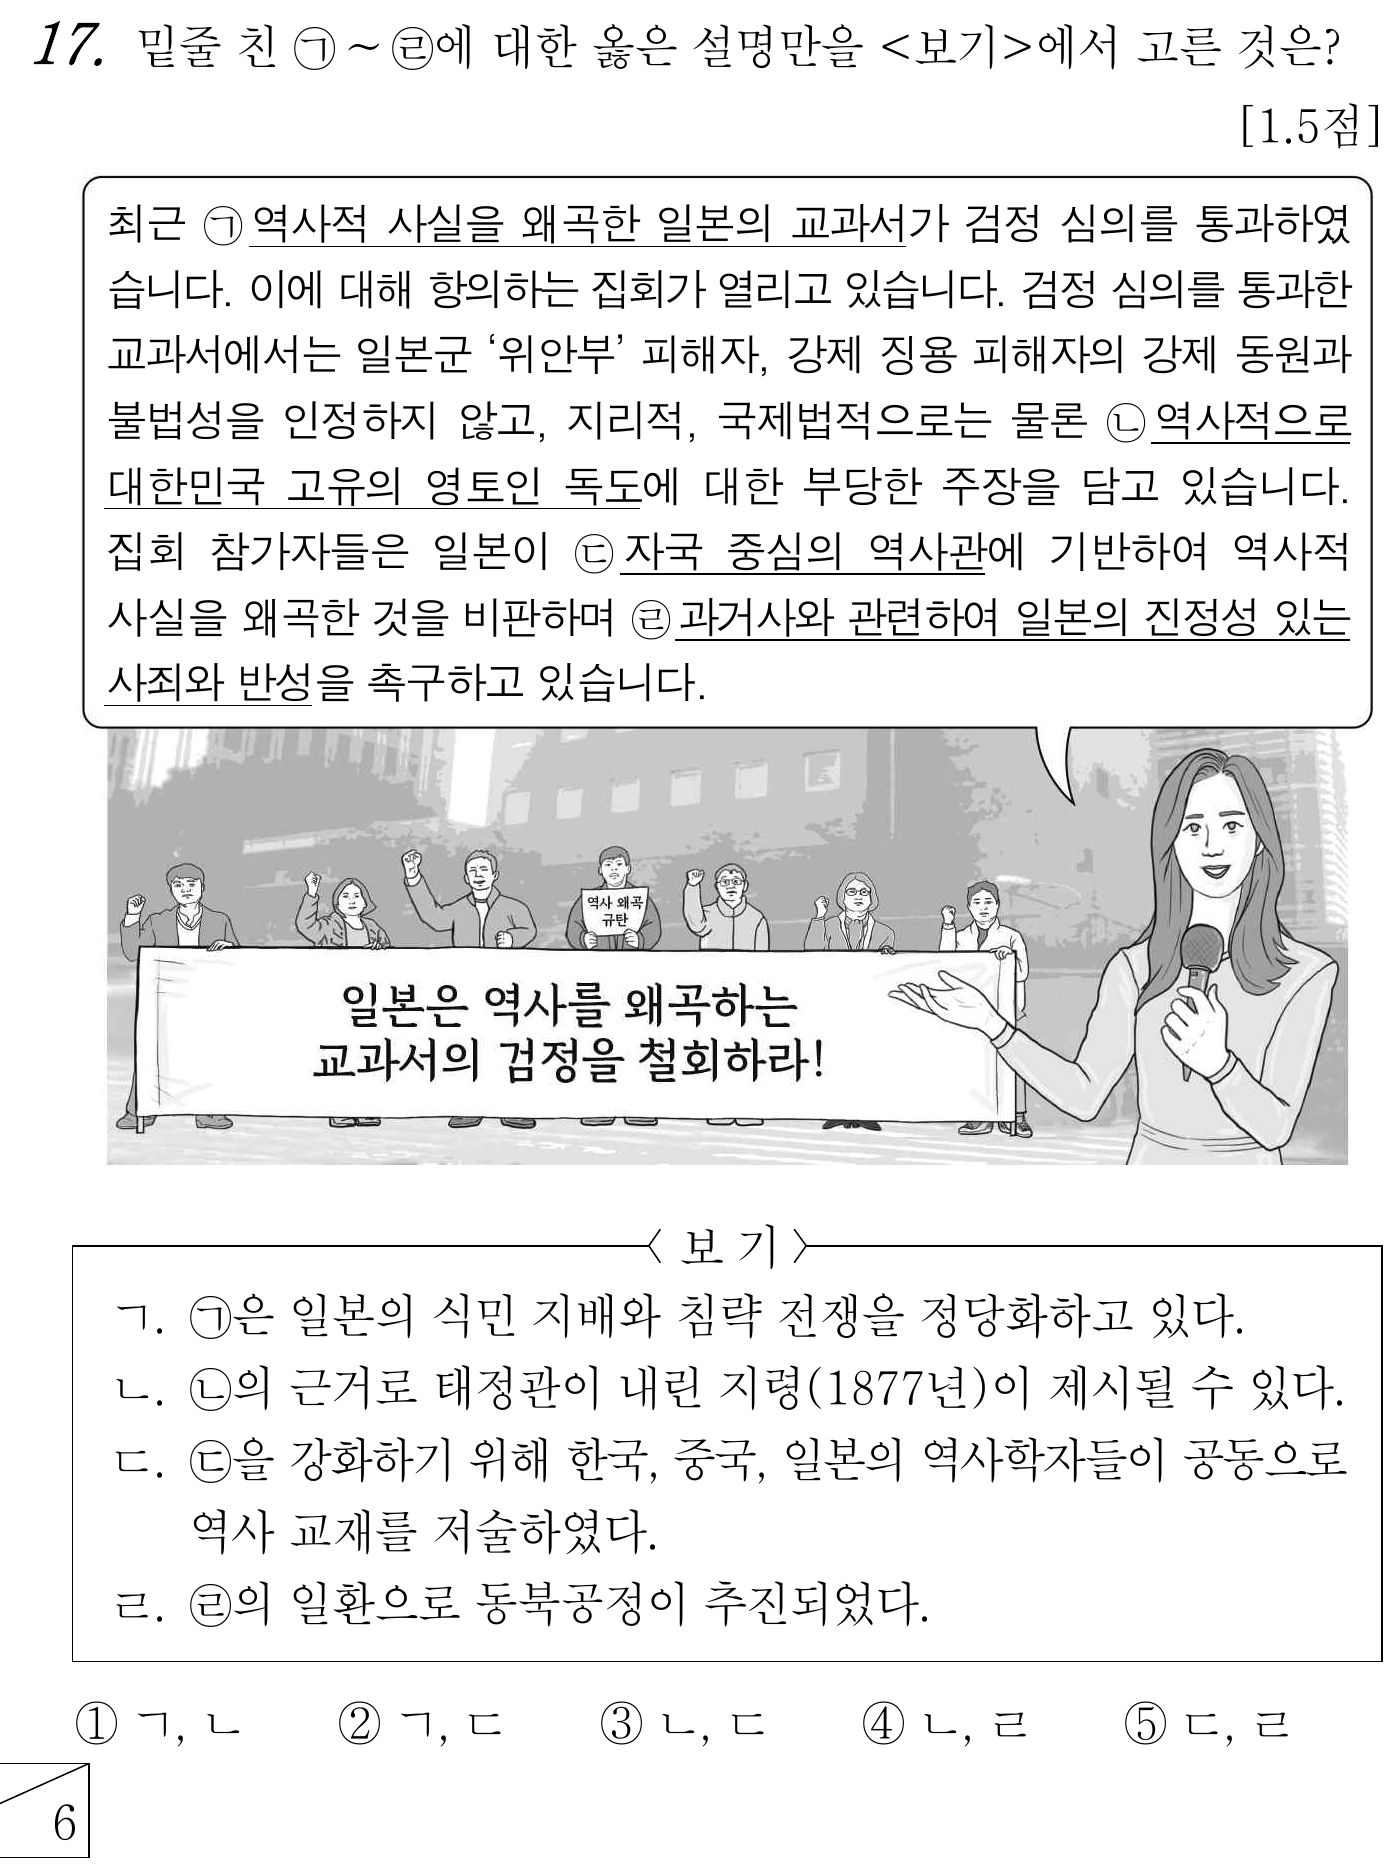 17. 밑줄 친 ㉠～㉣에 대한 옳은 설명만을 <보기>에서 고른 것은?
[1.5점]
최근 ㉠역사적 사실을 왜곡한 일본의 교과서가 검정 심의를 통과하였
습니다. 이에 대해 항의하는 집회가 열리고 있습니다. 검정 심의를 통과한
교과서에서는 일본군 ‘위안부’ 피해자, 강제 징용 피해자의 강제 동원과
불법성을 인정하지 않고, 지리적, 국제법적으로는 물론 ㉡역사적으로
대한민국 고유의 영토인 독도에 대한 부당한 주장을 담고 있습니다.
집회 참가자들은 일본이 ㉢자국 중심의 역사관에 기반하여 역사적
사실을 왜곡한 것을 비판하며 ㉣과거사와 관련하여 일본의 진정성 있는
사죄와 반성을 촉구하고 있습니다.
역사 왜곡
규탄
일본은 역사를 왜곡하는
교과서의 검정을 철회하라!
〈 보 기 〉
ㄱ. ㉠은 일본의 식민 지배와 침략 전쟁을 정당화하고 있다.
ㄴ. ㉡의 근거로 태정관이 내린 지령(1877년)이 제시될 수 있다.
ㄷ. ㉢을 강화하기 위해 한국, 중국, 일본의 역사학자들이 공동으로
역사 교재를 저술하였다.
ㄹ. ㉣의 일환으로 동북공정이 추진되었다.
① ㄱ, ㄴ ② ㄱ, ㄷ ③ ㄴ, ㄷ ④ ㄴ, ㄹ ⑤ ㄷ, ㄹ
6